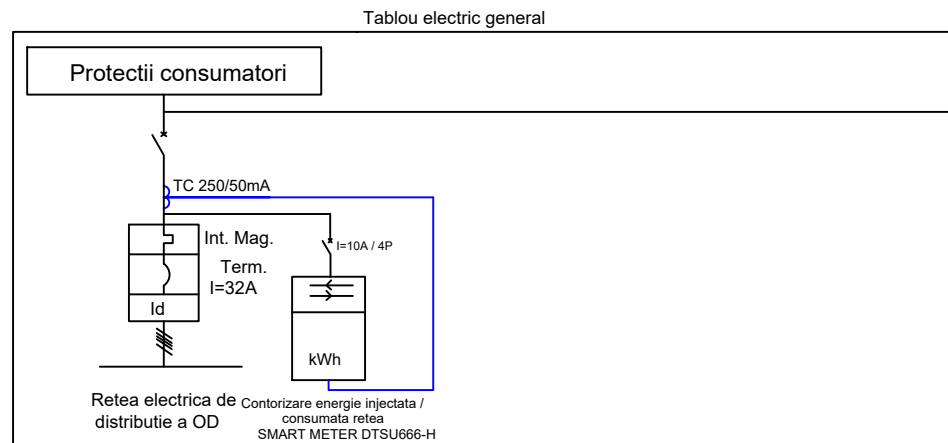 Tablou electric general
Protectii consumatori
TC 250/50mA
Int. Mag.
Term.
I=32A
I=10A / 4P
Id
kWh
Retea electrica de
distributie a OD
Contorizare energie injectata /
consumata retea
SMART METER DTSU666-H